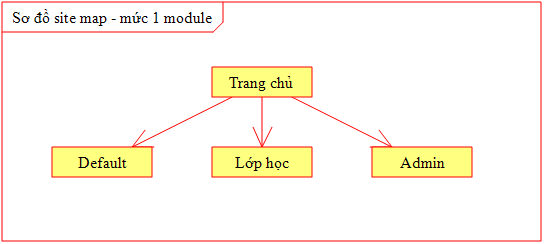 Sơ đồ site map - mức 1 module
Trang chủ
Default
Lớp học
Admin